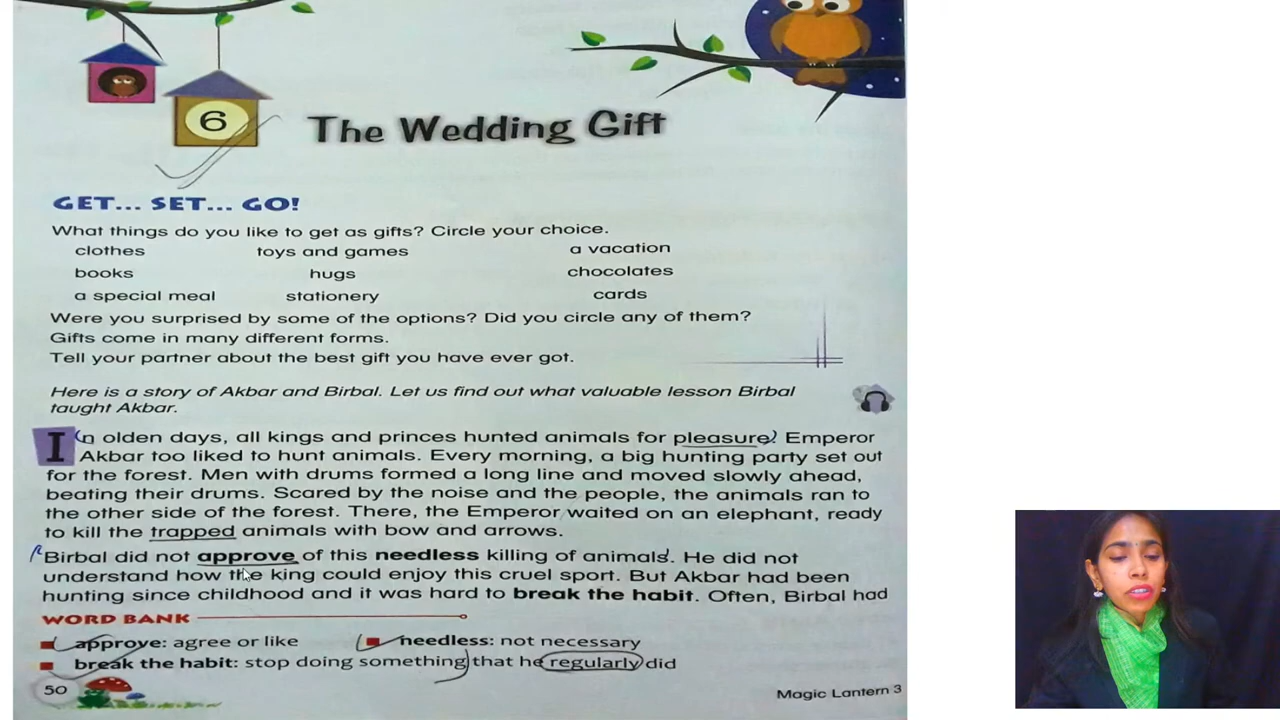 6
The Wedding Gift
GET... SET... GO!
What things do you like to get as gifts? Circle your choice.
clothes toys and games a vacation
books hugs chocolates
a special meal stationery cards
Were you surprised by some of the options? Did you circle any of them?
Gifts come in many different forms.
Tell your partner about the best gift you have ever got.
Here is a story of Akbar and Birbal. Let us find out what valuable lesson Birbal
taught Akbar.
In olden days, all kings and princes hunted animals for pleasure. Emperor
Akbar too liked to hunt animals. Every morning, a big hunting party set out
for the forest. Men with drums formed a long line and moved slowly ahead,
beating their drums. Scared by the noise and the people, the animals ran to
the other side of the forest. There, the Emperor waited on an elephant, ready
to kill the trapped animals with bow and arrows.
Birbal did not approve of this needless killing of animals. He did not
understand how the king could enjoy this cruel sport. But Akbar had been
hunting since childhood and it was hard to break the habit. Often, Birbal had
WORD BANK
approve: agree or like needless: not necessary
break the habit: stop doing something that he regularly did
50 Magic Lantern 3